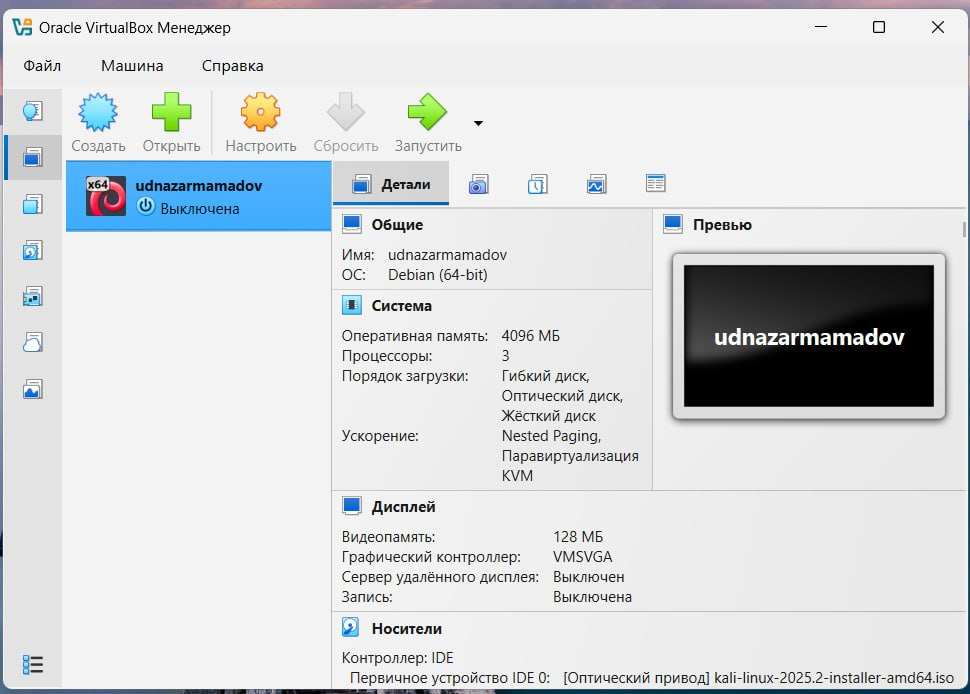 Oracle VirtualBox Менеджер
Файл Машина Справка
Создать Открыть Настроить Сбросить Запустить
x64
udnazarmamadov
Выключена
Детали
Общие
Имя: udnazarmamadov
ОС: Debian (64-bit)
Превью
udnazarmamadov
Система
Оперативная память: 4096 МБ
Процессоры: 3
Порядок загрузки: Гибкий диск,
Оптический диск,
Жёсткий диск
Ускорение: Nested Paging,
Паравиртуализация
KVM
Дисплей
Видеопамять: 128 МБ
Графический контроллер: VMSVGA
Сервер удалённого дисплея: Выключен
Запись: Выключена
Носители
Контроллер: IDE
Первичное устройство IDE 0: [Оптический привод] kali-linux-2025.2-installer-amd64.iso